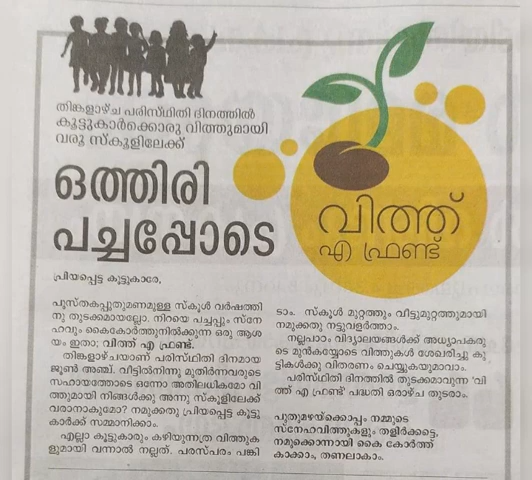 തിങ്കളാഴ്ച പരിസ്ഥിതി ദിനത്തിൽ
കൂട്ടുകാർക്കൊരു വിത്തുമായി
വരൂ സ്കൂളിലേക്ക്
ഒത്തിരി
പച്ചപ്പോടെ
വിത്ത്
എ ഫ്രണ്ട്
പ്രിയപ്പെട്ട കൂട്ടുകാരേ,
പുസ്തകപ്പുതുമണമുള്ള സ്കൂൾ വർഷത്തി
നു തുടക്കമായല്ലോ. നിറയെ പച്ചപ്പും സ്നേ
ഹവും കൈകോർത്തുനിൽക്കുന്ന ഒരു ആശ
യം ഇതാ; വിത്ത് എ ഫ്രണ്ട്.
തിങ്കളാഴ്ചയാണ് പരിസ്ഥിതി ദിനമായ
ജൂൺ അഞ്ച്. വീട്ടിൽനിന്നു മുതിർന്നവരുടെ
സഹായത്തോടെ ഒന്നോ അതിലധികമോ വി
ത്തുമായി നിങ്ങൾക്കു അന്നു സ്കൂളിലേക്ക്
വരാനാകുമോ? നമുക്കതു പ്രിയപ്പെട്ട കൂട്ടു
കാർക്ക് സമ്മാനിക്കാം.
എല്ലാ കൂട്ടുകാരും കഴിയുന്നത്ര വിത്തുക
ളുമായി വന്നാൽ നല്ലത്. പരസ്പരം പങ്കി
ടാം. സ്കൂൾ മുറ്റത്തും വീട്ടുമുറ്റത്തുമായി
നമുക്കതു നട്ടുവളർത്താം.
നല്ലപാഠം വിദ്യാലയങ്ങൾക്ക് അധ്യാപകരു
ടെ മുൻകയ്യോടെ വിത്തുകൾ ശേഖരിച്ചു കു
ട്ടികൾക്കു വിതരണം ചെയ്യുകയുമാവാം.
പരിസ്ഥിതി ദിനത്തിൽ തുടക്കമാവുന്ന 'വി
ത്ത് എ ഫ്രണ്ട്' പദ്ധതി ഒരാഴ്ച തുടരാം.
പുതുമഴയ്ക്കൊപ്പം നമ്മുടെ
സ്നേഹവിത്തുകളും തളിർക്കട്ടെ,
നമുക്കൊന്നായി കൈ കോർത്ത്
കാക്കാം, തണലാകാം.